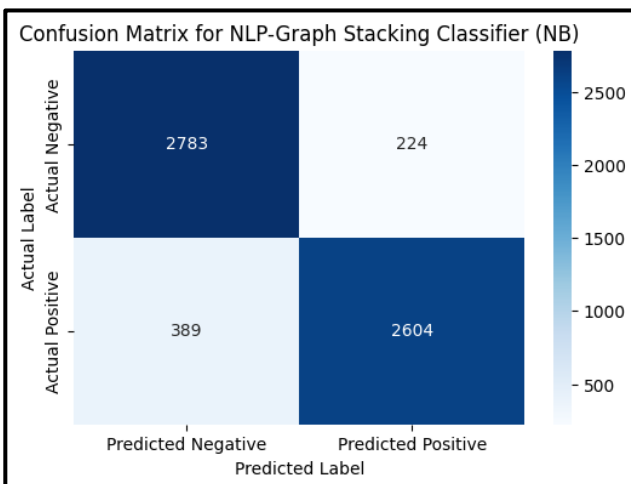 Confusion Matrix for NLP-Graph Stacking Classifier (NB)
Actual Label
Actual Negative
2783
224
Actual Positive
389
2604
Predicted Negative
Predicted Positive
Predicted Label
2500
2000
1500
1000
500